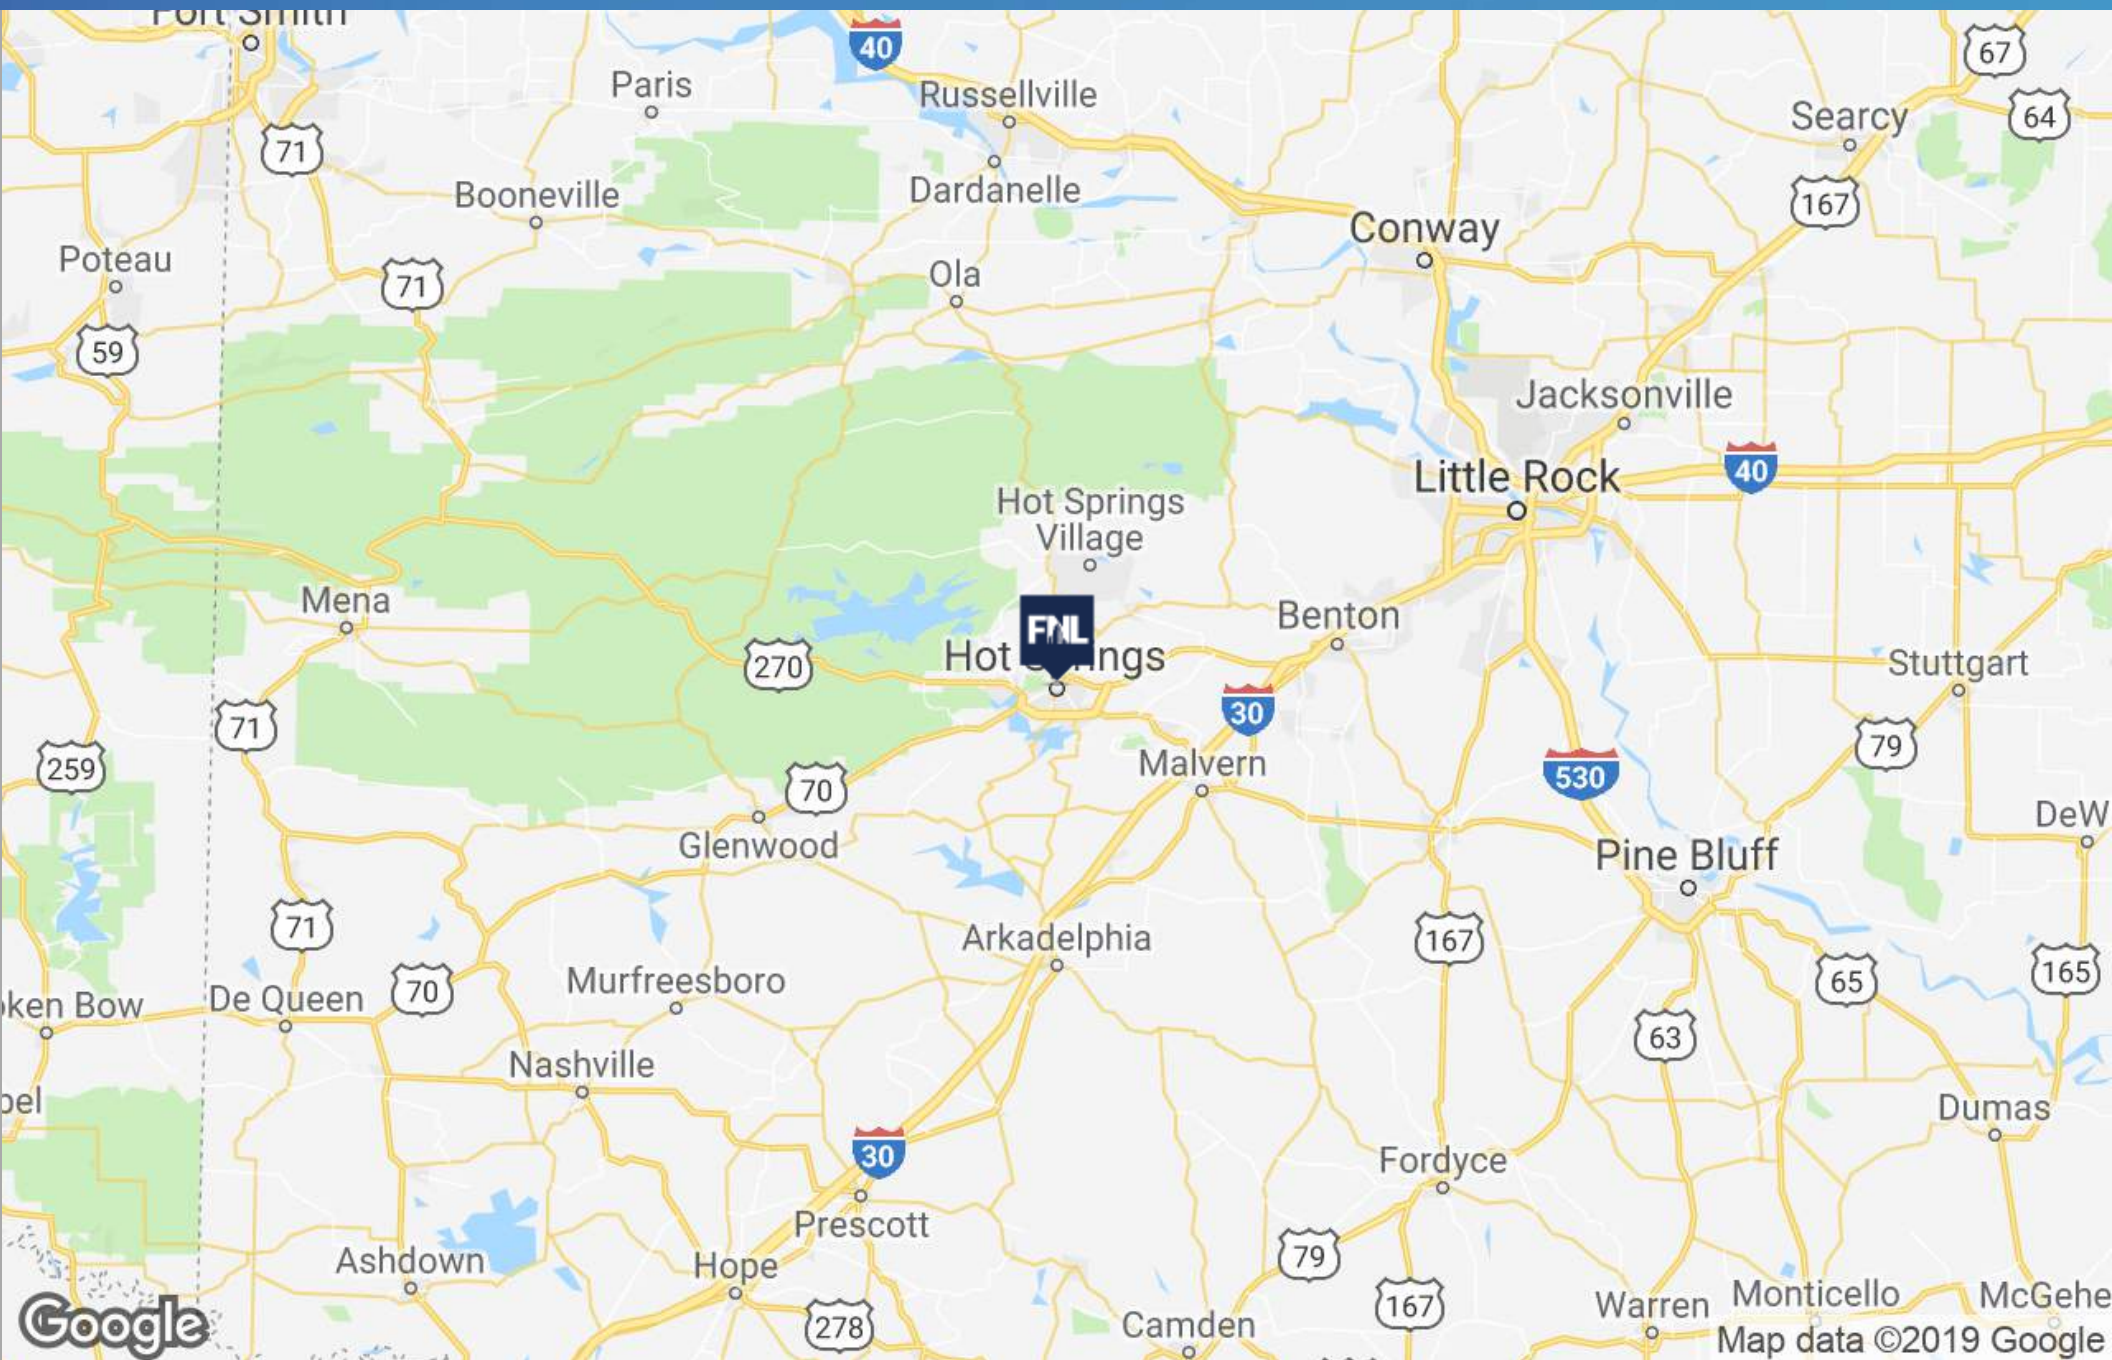 Fort Smith
40
67
Paris
Russellville
64
Searcy
71
Booneville
Dardanelle
167
Conway
Poteau
71
Ola
59
Jacksonville
40
Little Rock
Hot Springs
Village
Mena
FNL
Benton
270
Hot
ings
Stuttgart
71
30
79
259
Malvern
530
70
DeW
Glenwood
Pine Bluff
71
Arkadelphia
167
165
70
Murfreesboro
65
ken Bow
De Queen
63
Nashville
bel
Dumas
30
Fordyce
Prescott
79
Ashdown
Hope
167
Warren
Monticello
McGehe
Google
278
Camden
Map data ©2019 Google